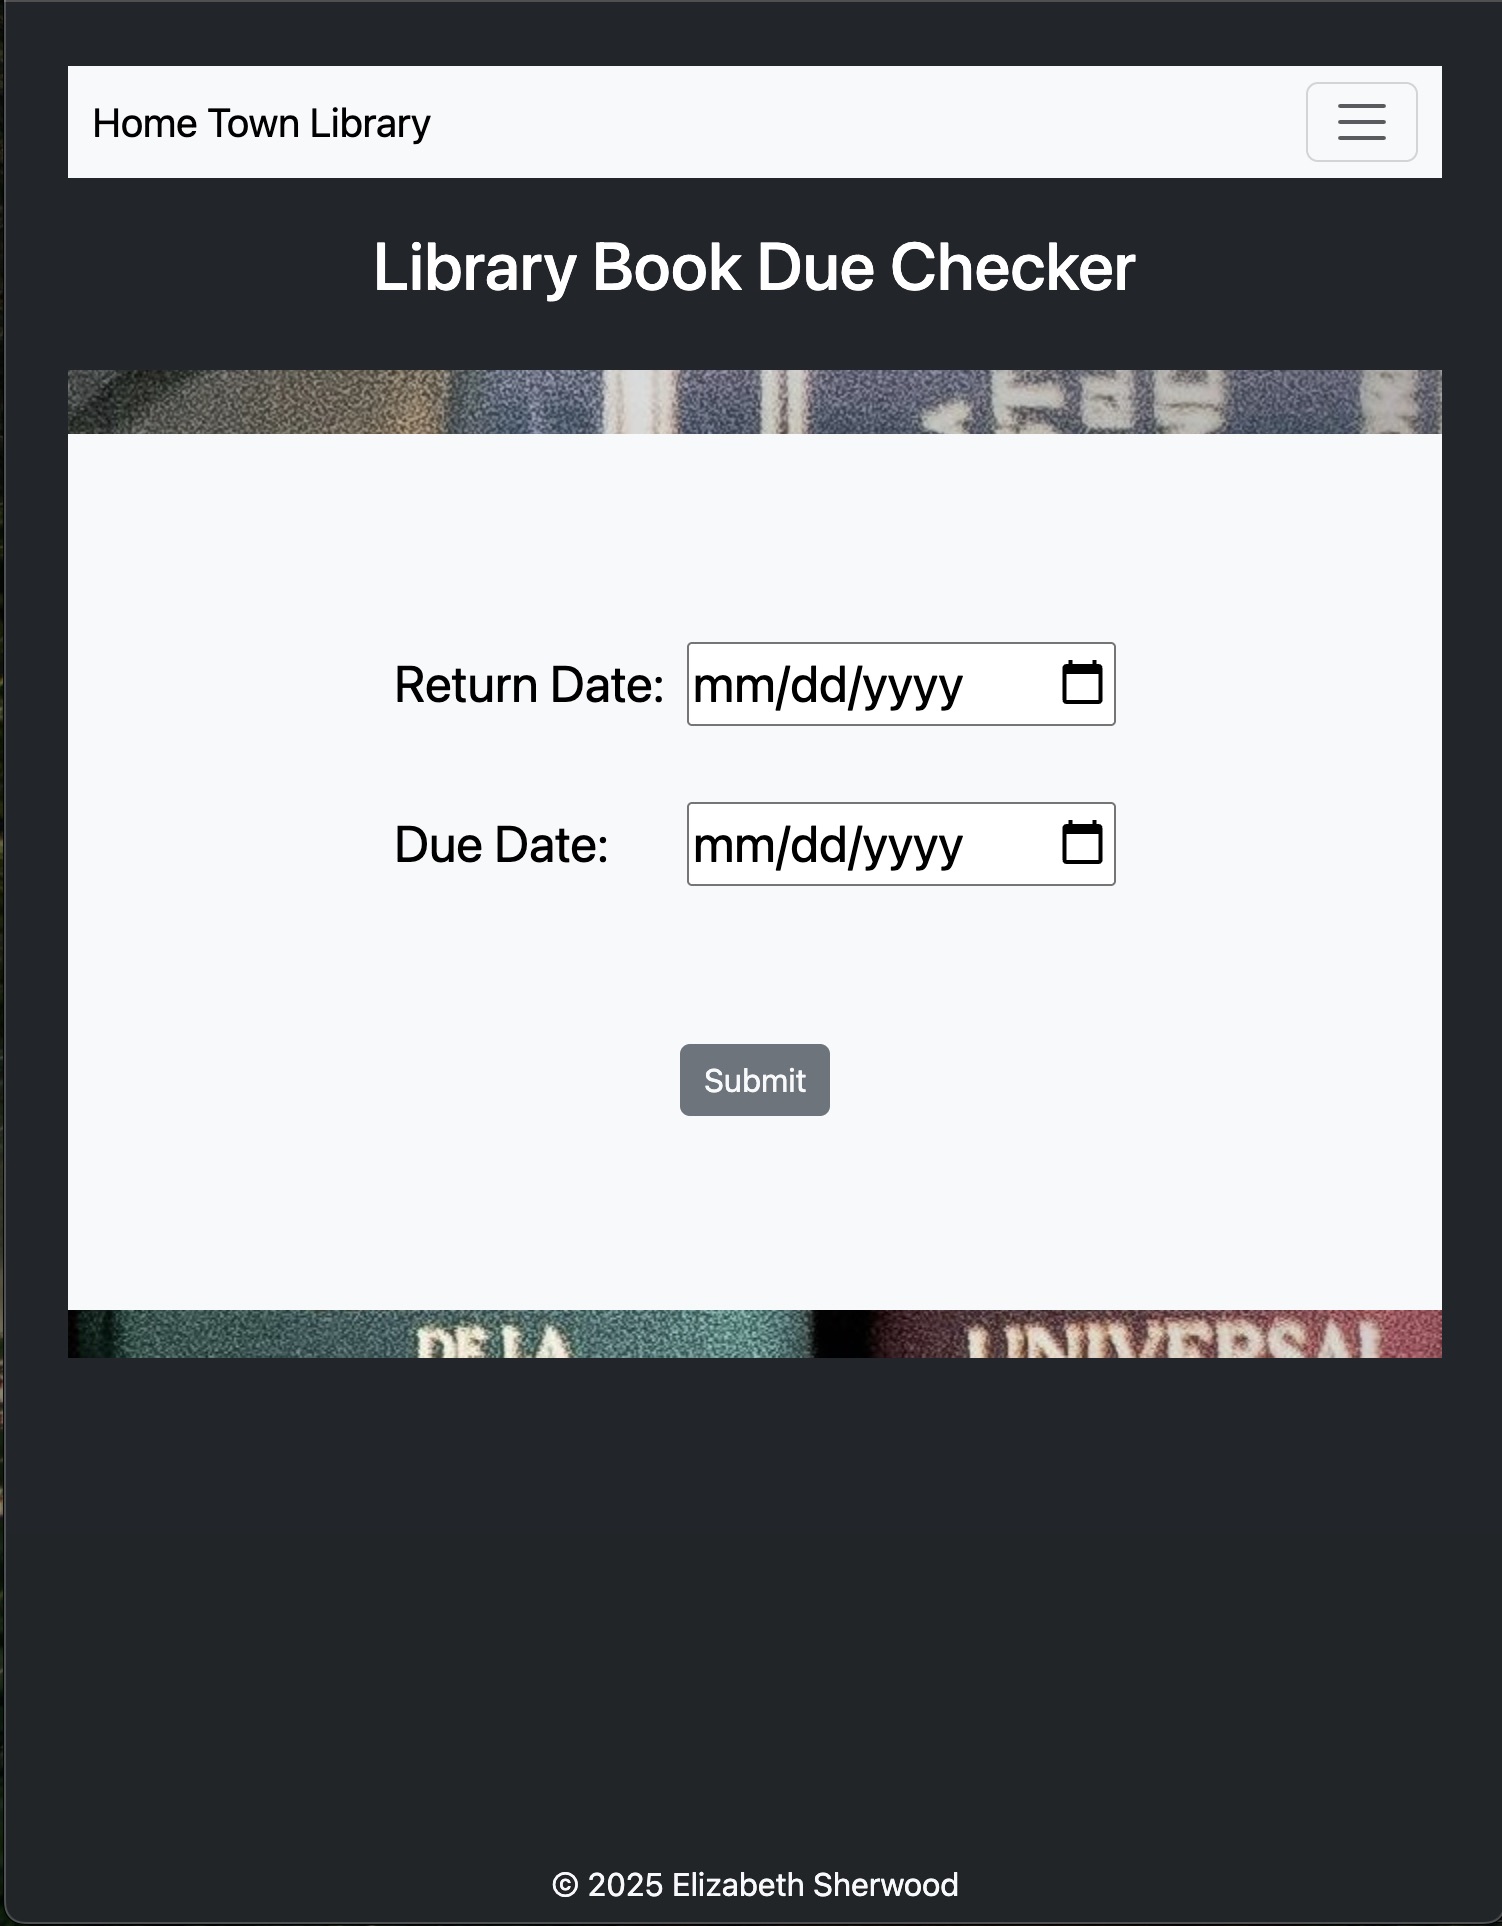 Home Town Library
Library Book Due Checker
Return Date: mm/dd/yyyy
Due Date: mm/dd/yyyy
Submit
DE LA
UNIVERSAL
© 2025 Elizabeth Sherwood